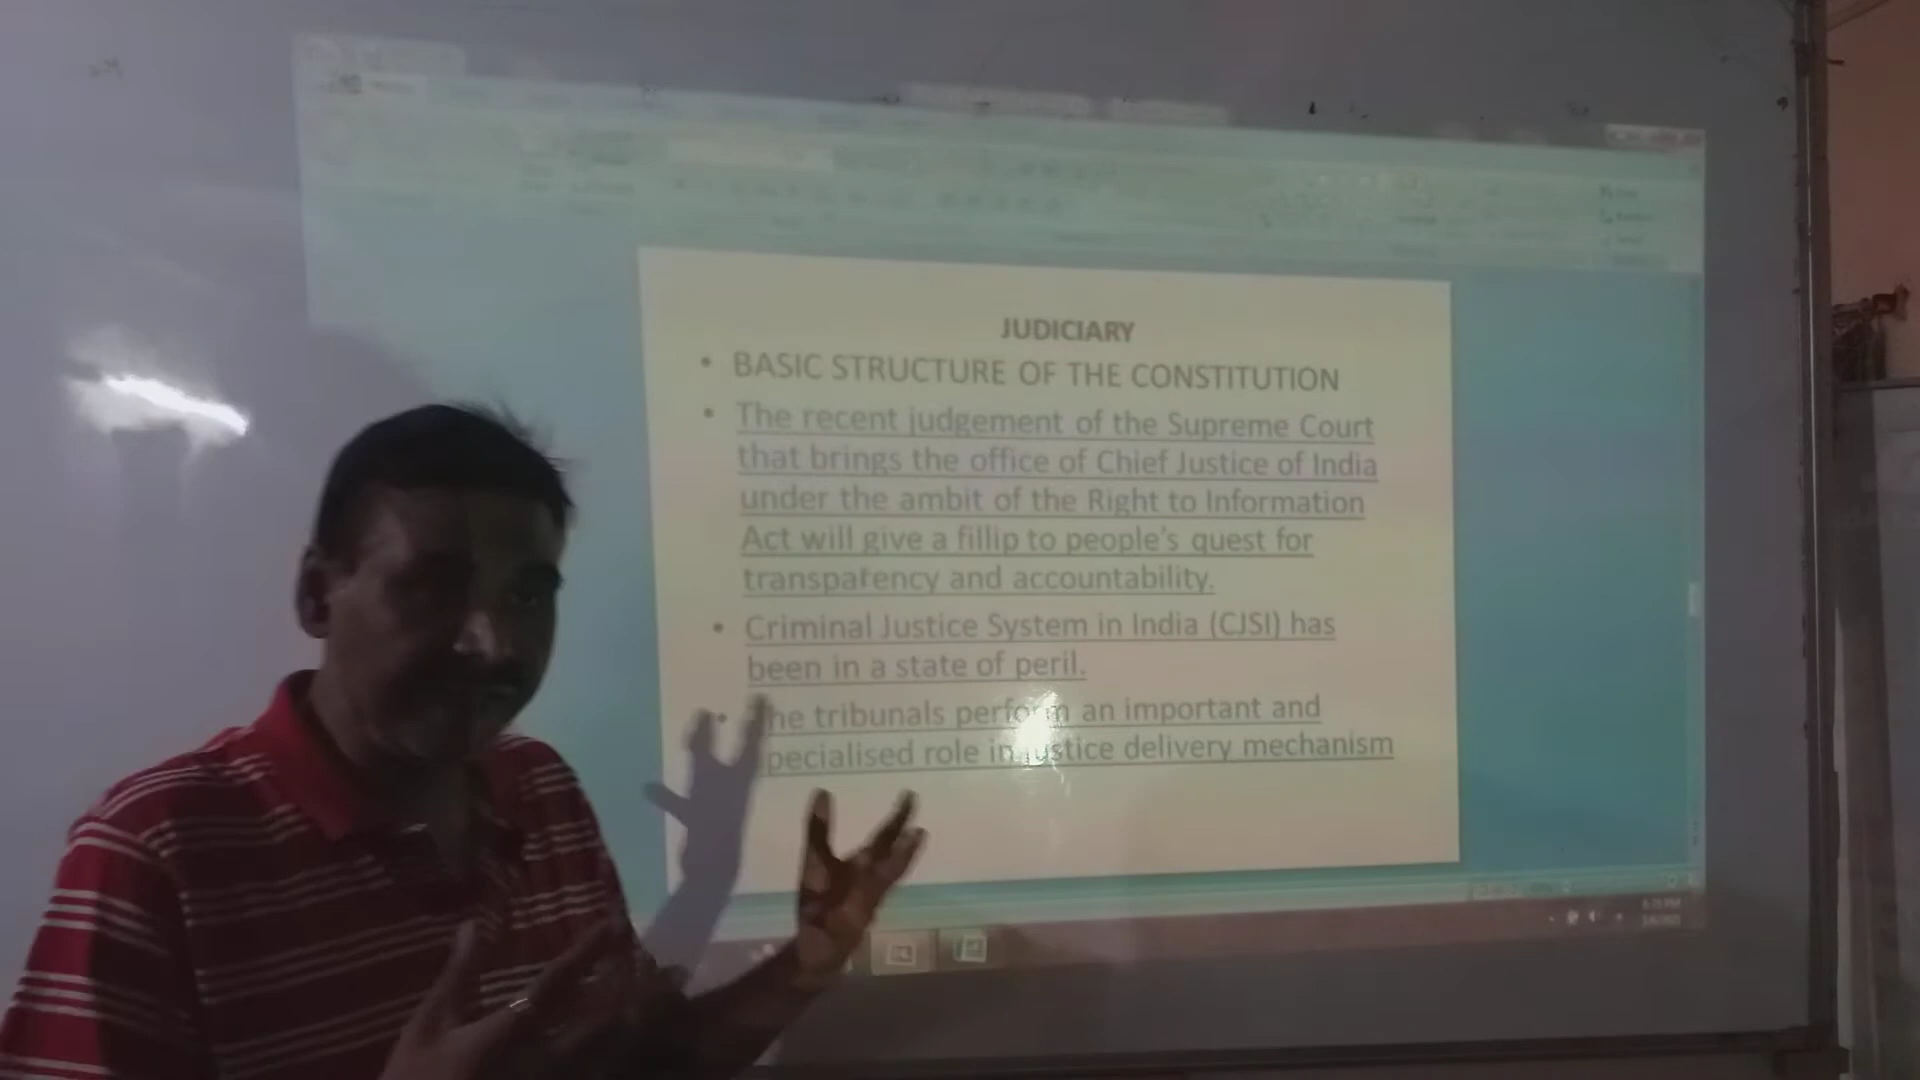 JUDICIARY
• BASIC STRUCTURE OF THE CONSTITUTION
• The recent judgement of the Supreme Court
that brings the office of Chief Justice of India
under the ambit of the Right to Information
Act will give a fillip to people's quest for
transparency and accountability.
• Criminal Justice System in India (CJSI) has
been in a state of peril.
• he tribunals perform an important and
pecialised role in justice delivery mechanism